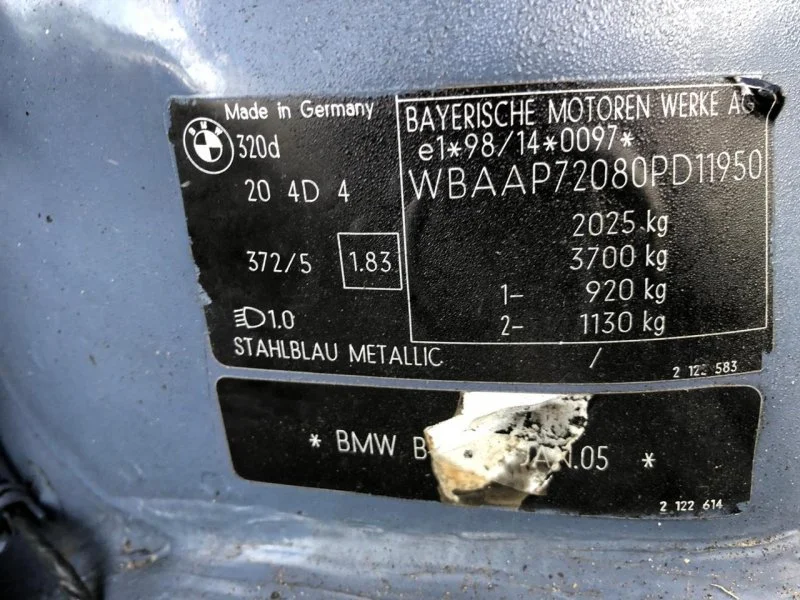 Made in Germany
BMW
320d
20 4D 4
372/5 1.83
1.0
STAHLBLAU METALLIC /
2 122 583
BAYERISCHE MOTOREN WERKE AG
e1*98/14*0097*
WBAAP72080PD11950
2025 kg
3700 kg
1- 920 kg
2- 1130 kg
* BMW .05 *
2 122 614